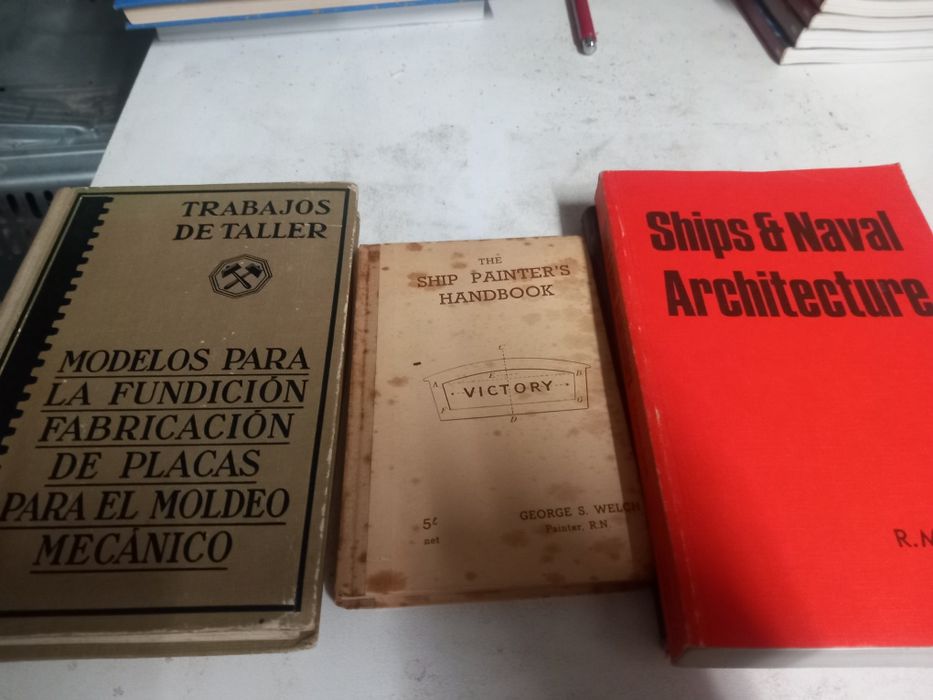 TRABAJOS
DE TALLER
MODELOS PARA
LA FUNDICIÓN
FABRICACIÓN
DE PLACAS
PARA EL MOLDEO
MECÁNICO
THE
SHIP PAINTER'S
HANDBOOK
C
A E B
VICTORY
F G
D
5/
net
GEORGE S. WELCH
Painter, R.N
Ships & Naval
Architecture
R.M